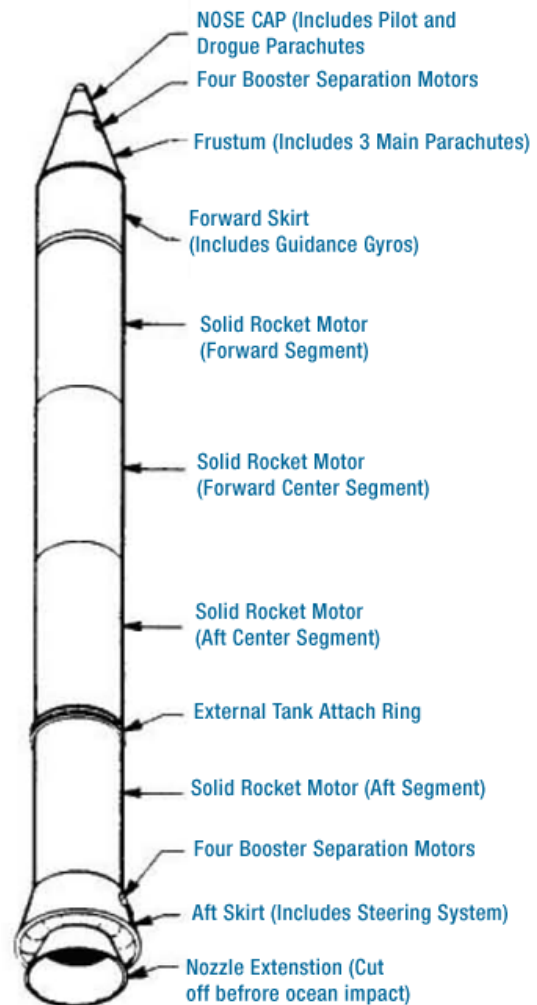 NOSE CAP (Includes Pilot and
Drogue Parachutes
Four Booster Separation Motors
Frustum (Includes 3 Main Parachutes)
Forward Skirt
(Includes Guidance Gyros)
Solid Rocket Motor
(Forward Segment)
Solid Rocket Motor
(Forward Center Segment)
Solid Rocket Motor
(Aft Center Segment)
External Tank Attach Ring
Solid Rocket Motor (Aft Segment)
Four Booster Separation Motors
Aft Skirt (Includes Steering System)
Nozzle Extenstion (Cut
off befrore ocean impact)